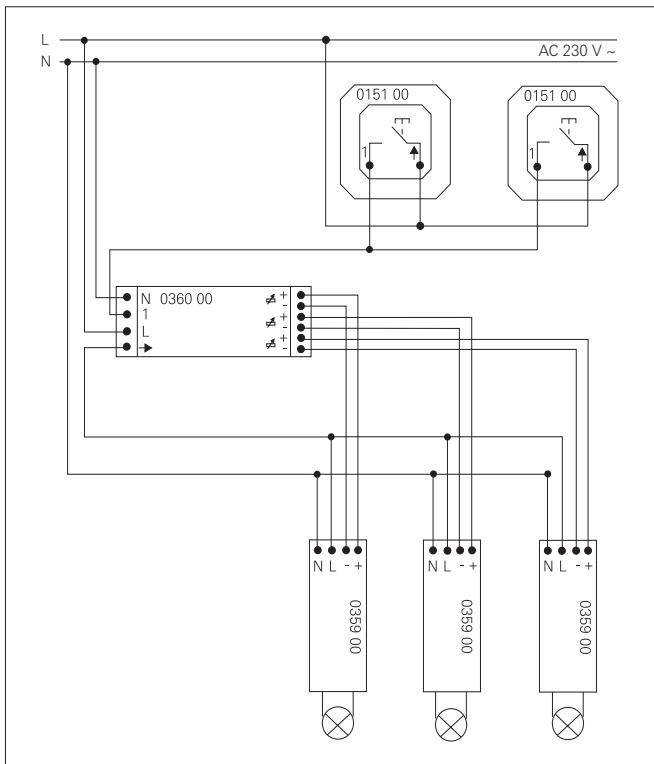 L
AC 230 V ~
N
0151 00
0151 00
1
1
N 0360 00
+
1
-
+
L
-
+
-
N L - +
N L - +
N L - +
0359 00
0359 00
0359 00